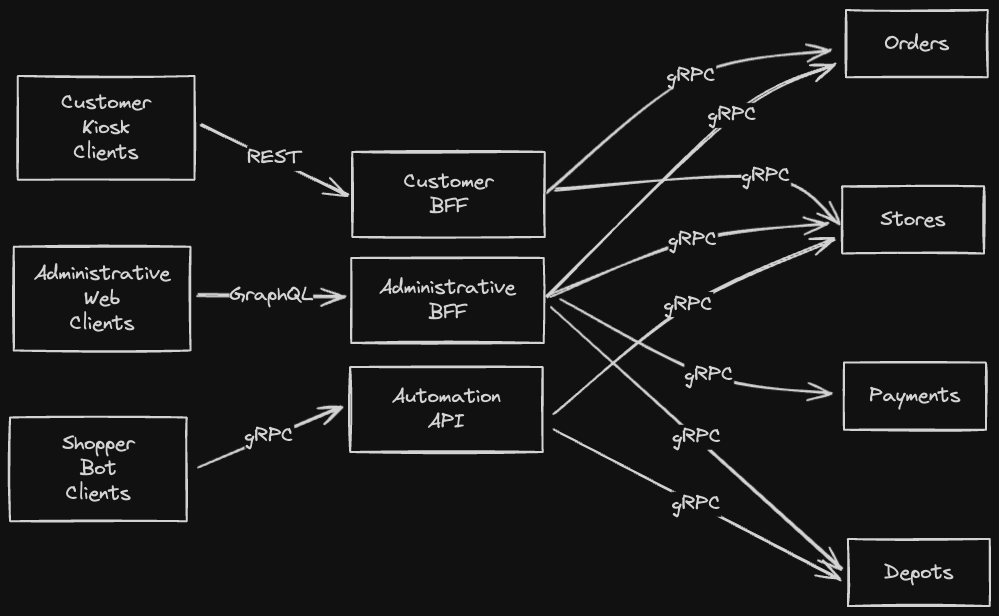 Customer
Kiosk
Clients
REST
Customer
BFF
Administrative
Web
Clients
GraphQL
Administrative
BFF
Shopper
Bot
Clients
gRPC
Automation
API
gRPC
gRPC
gRPC
gRPC
gRPC
gRPC
gRPC
gRPC
Orders
Stores
Payments
Depots